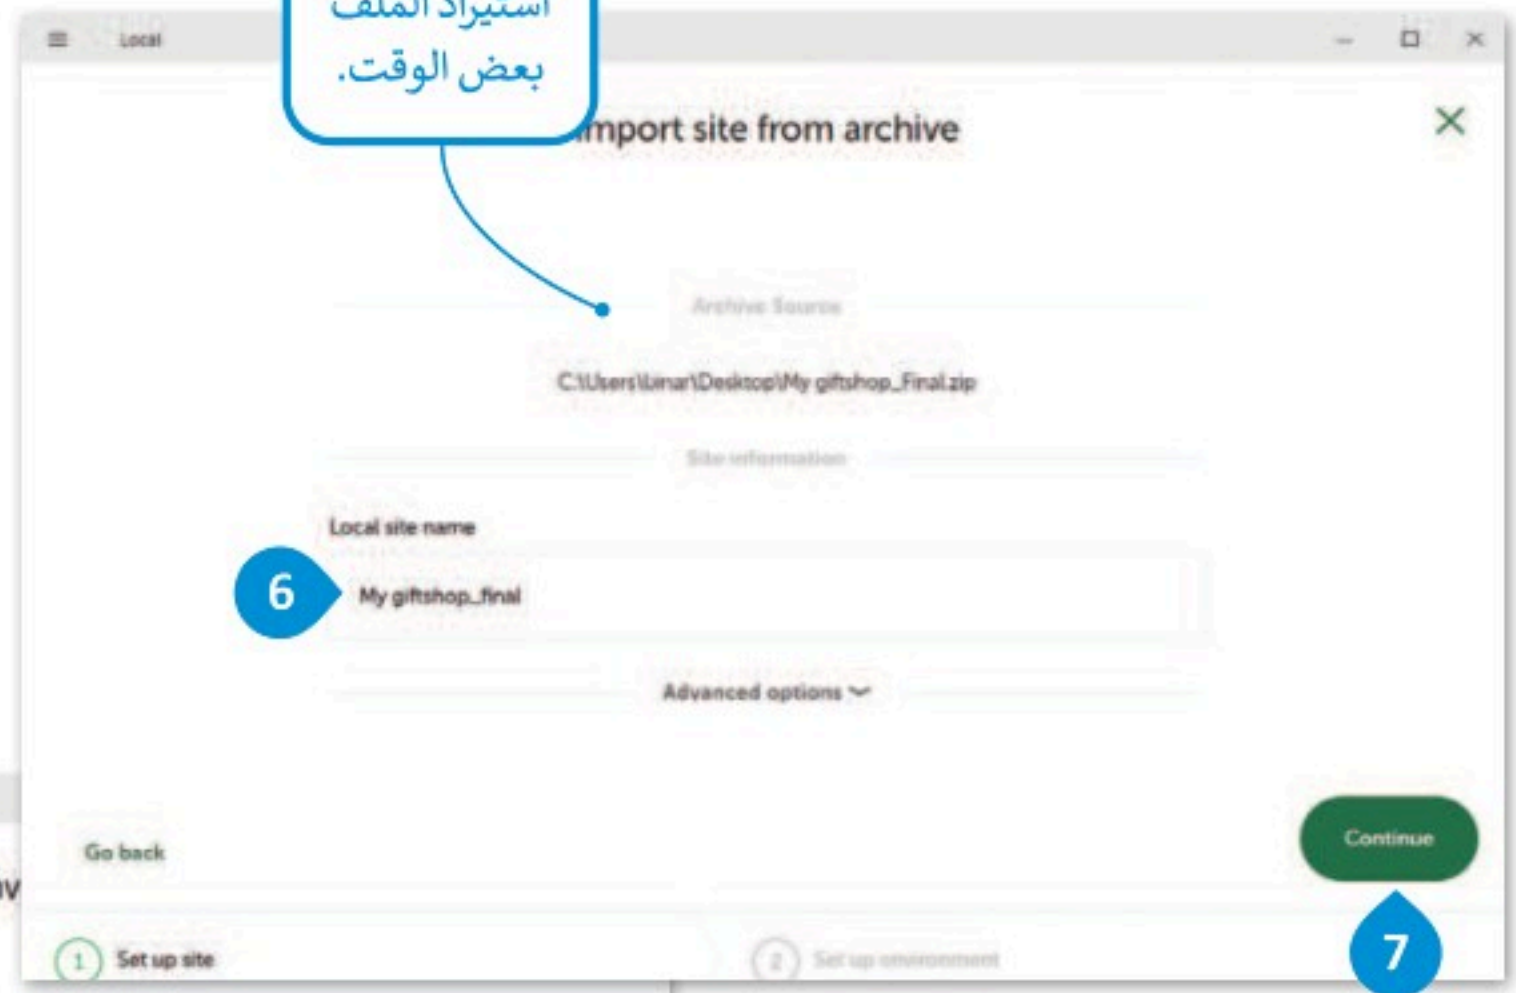 استيراد الملف
بعض الوقت.
Local
Import site from archive
Archive Source
C:\Users\binar\Desktop\My giftshop_Final.zip
Site information
Local site name
6
My giftshop_final
Advanced options
Go back
Continue
7
1 Set up site
2 Set up environment